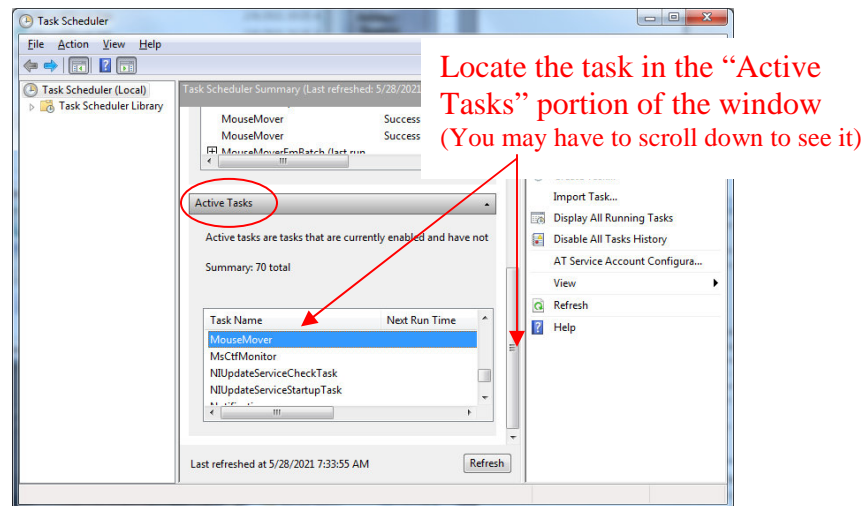 Task Scheduler
File Action View Help
Locate the task in the “Active
Tasks” portion of the window
(You may have to scroll down to see it)
Task Scheduler (Local)
Task Scheduler Library
Task Scheduler Summary (Last refreshed: 5/28/2021
MouseMover Success
MouseMover Success
MouseMoverFmBatch (last run
Active Tasks
Active tasks are tasks that are currently enabled and have not
Summary: 70 total
Task Name Next Run Time
MouseMover
MsCtfMonitor
NIUpdateServiceCheckTask
NIUpdateServiceStartupTask
Last refreshed at 5/28/2021 7:33:55 AM
Refresh
Import Task...
Display All Running Tasks
Disable All Tasks History
AT Service Account Configura...
View
Refresh
Help